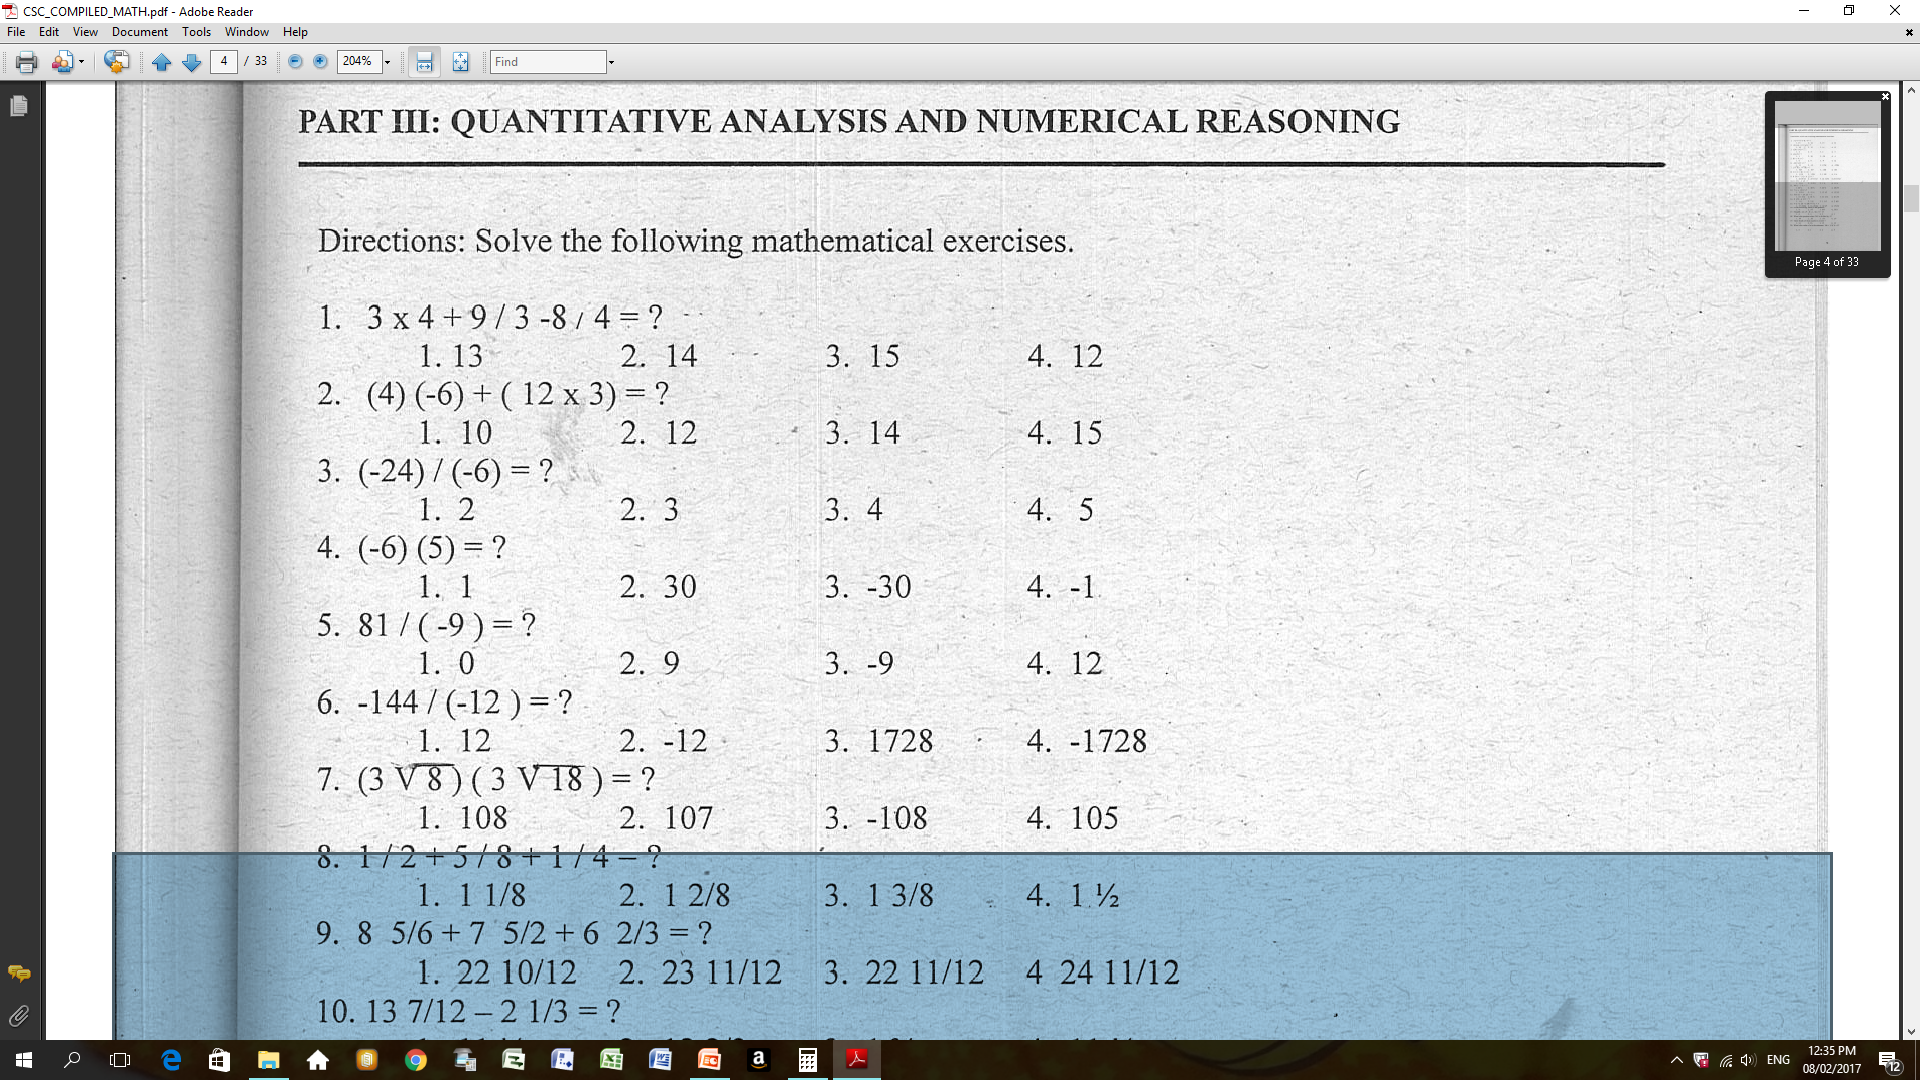 CSC_COMPILED_MATH.pdf - Adobe Reader
File Edit View Document Tools Window Help
4 / 33 204% Find
PART III: QUANTITATIVE ANALYSIS AND NUMERICAL REASONING
Directions: Solve the following mathematical exercises.
1. 3 x 4 + 9 / 3 -8 / 4 = ?
1. 13 2. 14 3. 15 4. 12
2. (4) (-6) + ( 12 x 3) = ?
1. 10 2. 12 3. 14 4. 15
3. (-24) / (-6) = ?
1. 2 2. 3 3. 4 4. 5
4. (-6) (5) = ?
1. 1 2. 30 3. -30 4. -1
5. 81 / ( -9 ) = ?
1. 0 2. 9 3. -9 4. 12
6. -144 / (-12 ) = ?
1. 12 2. -12 3. 1728 4. -1728
7. (3 √ 8 ) ( 3 √ 18 ) = ?
1. 108 2. 107 3. -108 4. 105
8. 1 / 2 + 5 / 8 + 1 / 4 = ?
1. 1 1/8 2. 1 2/8 3. 1 3/8 4. 1 ½
9. 8 5/6 + 7 5/2 + 6 2/3 = ?
1. 22 10/12 2. 23 11/12 3. 22 11/12 4 24 11/12
10. 13 7/12 – 2 1/3 = ?
Page 4 of 33
ENG
12:35 PM
08/02/2017
12